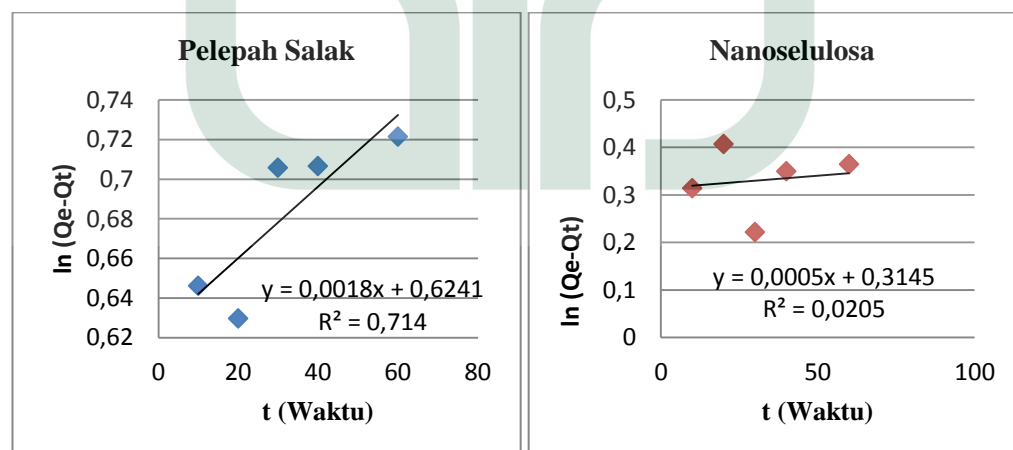 Pelepah Salak
0,74
0,72
0,7
0,68
0,66
0,64
0,62
ln (Qe-Qt)
y = 0,0018x + 0,6241
R² = 0,714
0 20 40 60 80
t (Waktu)
Nanoselulosa
0,5
0,4
0,3
0,2
0,1
0
ln (Qe-Qt)
y = 0,0005x + 0,3145
R² = 0,0205
0 50 100
t (Waktu)